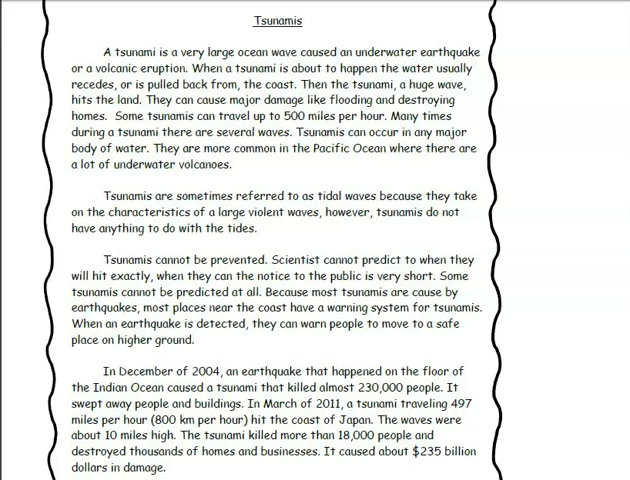 Tsunamis
A tsunami is a very large ocean wave caused an underwater earthquake
or a volcanic eruption. When a tsunami is about to happen the water usually
recedes, or is pulled back from, the coast. Then the tsunami, a huge wave,
hits the land. They can cause major damage like flooding and destroying
homes. Some tsunamis can travel up to 500 miles per hour. Many times
during a tsunami there are several waves. Tsunamis can occur in any major
body of water. They are more common in the Pacific Ocean where there are
a lot of underwater volcanoes.
Tsunamis are sometimes referred to as tidal waves because they take
on the characteristics of a large violent waves, however, tsunamis do not
have anything to do with the tides.
Tsunamis cannot be prevented. Scientist cannot predict to when they
will hit exactly, when they can the notice to the public is very short. Some
tsunamis cannot be predicted at all. Because most tsunamis are cause by
earthquakes, most places near the coast have a warning system for tsunamis.
When an earthquake is detected, they can warn people to move to a safe
place on higher ground.
In December of 2004, an earthquake that happened on the floor of
the Indian Ocean caused a tsunami that killed almost 230,000 people. It
swept away people and buildings. In March of 2011, a tsunami traveling 497
miles per hour (800 km per hour) hit the coast of Japan. The waves were
about 10 miles high. The tsunami killed more than 18,000 people and
destroyed thousands of homes and businesses. It caused about $235 billion
dollars in damage.